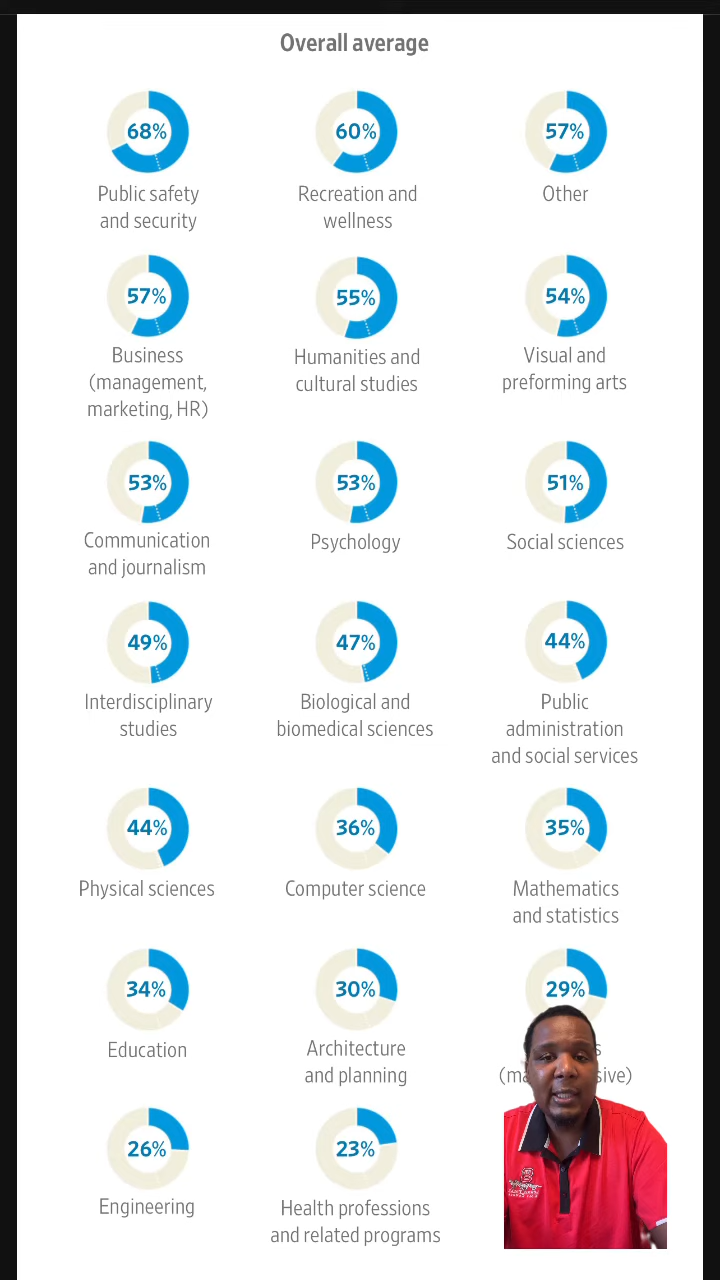 Overall average
68%
60%
57%
Public safety
and security
Recreation and
wellness
Other
57%
55%
54%
Business
(management,
marketing, HR)
Humanities and
cultural studies
Visual and
preforming arts
53%
53%
51%
Communication
and journalism
Psychology
Social sciences
49%
47%
44%
Interdisciplinary
studies
Biological and
biomedical sciences
Public
administration
and social services
44%
36%
35%
Physical sciences
Computer science
Mathematics
and statistics
34%
30%
29%
Education
Architecture
and planning
26%
23%
Engineering
Health professions
and related programs